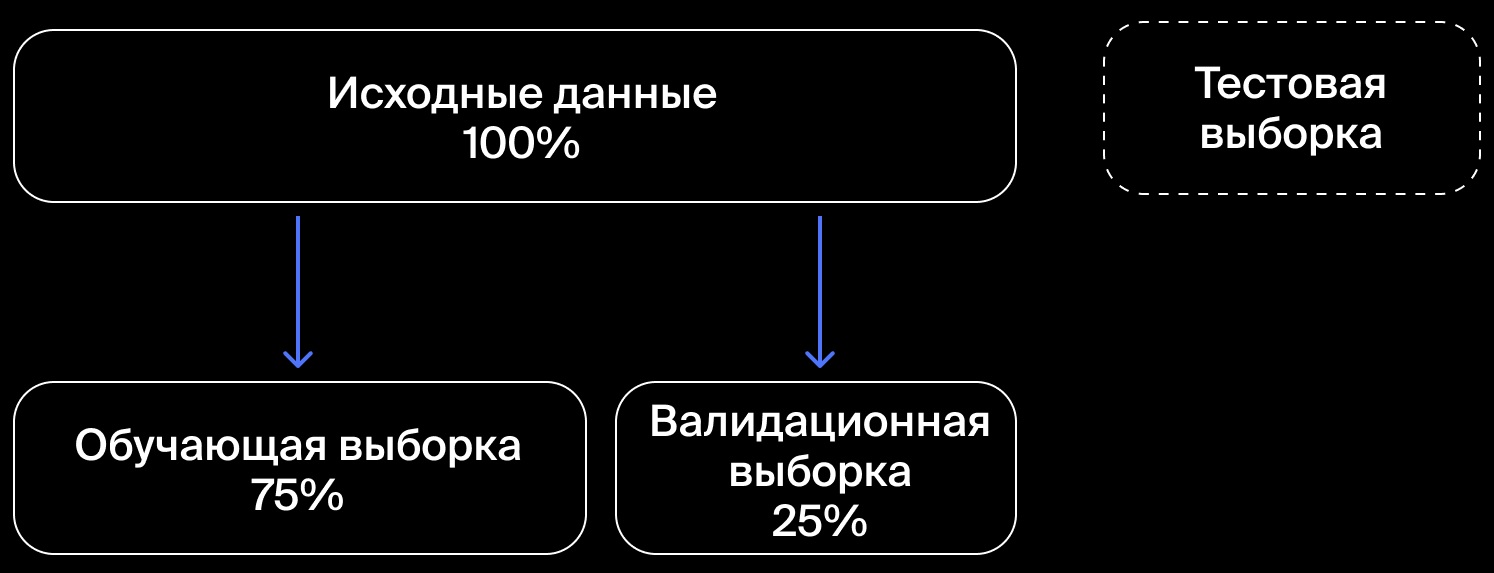 Исходные данные
100%
Тестовая
выборка
Обучающая выборка
75%
Валидационная
выборка
25%